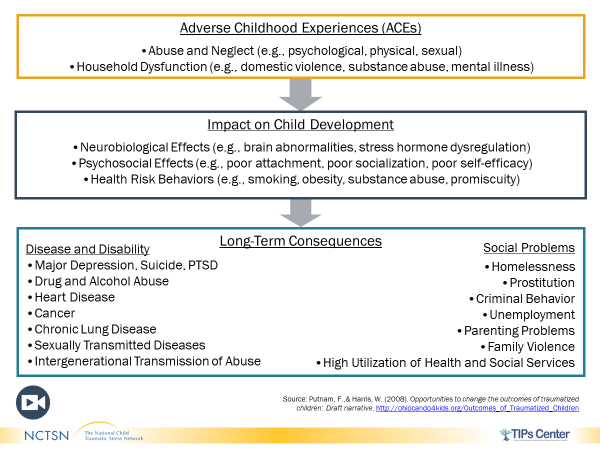 Adverse Childhood Experiences (ACEs)
•Abuse and Neglect (e.g., psychological, physical, sexual)
•Household Dysfunction (e.g., domestic violence, substance abuse, mental illness)
Impact on Child Development
•Neurobiological Effects (e.g., brain abnormalities, stress hormone dysregulation)
•Psychosocial Effects (e.g., poor attachment, poor socialization, poor self-efficacy)
•Health Risk Behaviors (e.g., smoking, obesity, substance abuse, promiscuity)
Long-Term Consequences
Disease and Disability
•Major Depression, Suicide, PTSD
•Drug and Alcohol Abuse
•Heart Disease
•Cancer
•Chronic Lung Disease
•Sexually Transmitted Diseases
•Intergenerational Transmission of Abuse
Social Problems
•Homelessness
•Prostitution
•Criminal Behavior
•Unemployment
•Parenting Problems
•Family Violence
•High Utilization of Health and Social Services
Source: Putnam, F.,& Harris, W. (2008). Opportunities to change the outcomes of traumatized
children: Draft narrative. http://ohiocando4kids.org/Outcomes_of_Traumatized_Children
NCTSN
The National Child
Traumatic Stress Network
TIPs Center